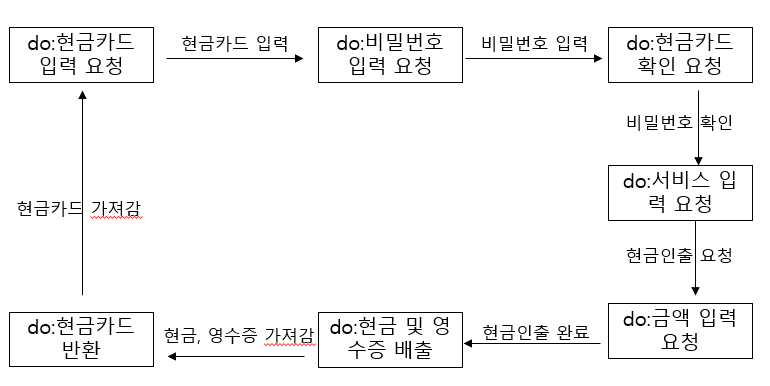 do:현금카드
입력 요청
현금카드 입력
do:비밀번호
입력 요청
비밀번호 입력
do:현금카드
확인 요청
비밀번호 확인
do:서비스 입
력 요청
현금인출 요청
do:금액 입력
요청
현금인출 완료
do:현금 및 영
수증 배출
현금, 영수증 가져감
do:현금카드
반환
현금카드 가져감